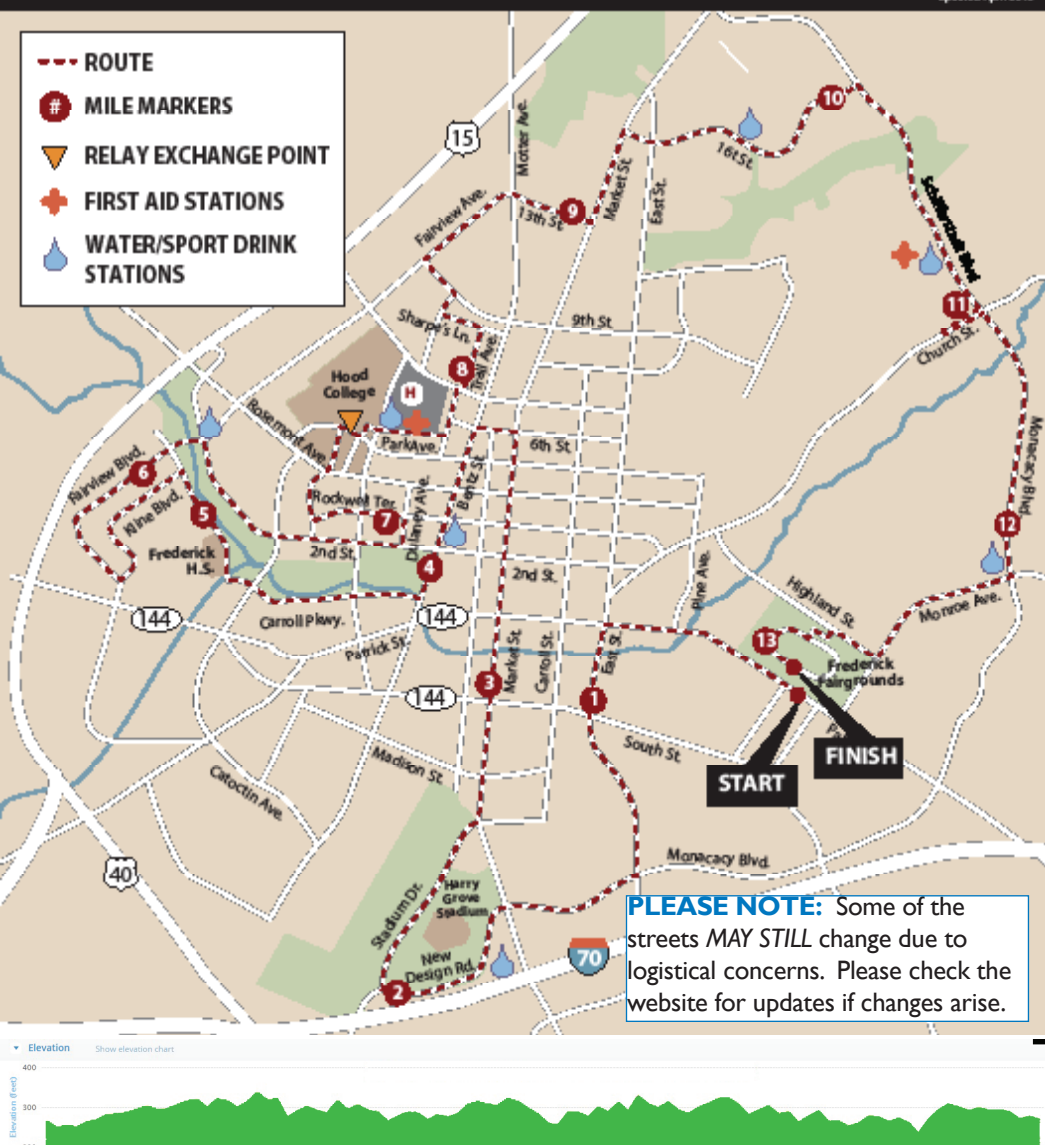 ROUTE
# MILE MARKERS
RELAY EXCHANGE POINT
FIRST AID STATIONS
WATER/SPORT DRINK
STATIONS
15
Motter Ave.
Market St.
East St.
16t St.
10
Fairview Ave.
13th St.
9
Schifferstadt Blvd
11
Church St.
Sharpe's Ln.
9th St.
Trail Ave.
8
Hood
College
H
Rosemont Ave.
ParkAve.
6th St.
Bentz St.
Monacacy Blvd.
Fairview Blvd.
6
Kline Blvd.
5
Rockwell Ter.
7
Dulaney Ave.
12
Frederick
H.S.
2nd St.
4
2nd St.
Pine Ave.
Highland St.
Monroe Ave.
144
Carroll Pkwy.
144
Patrick St.
13
Frederick
Fairgrounds
Market St.
Carroll St.
East St.
3
144
1
South St.
Pa
FINISH
START
Madison St.
Catoctin Ave.
Monacacy Blvd.
40
Stadium Dr.
Harry
Grove
Stadium
New
Design Rd.
2
70
PLEASE NOTE: Some of the
streets MAY STILL change due to
logistical concerns. Please check the
website for updates if changes arise.
Elevation Show elevation chart
400
300
Elevation (feet)